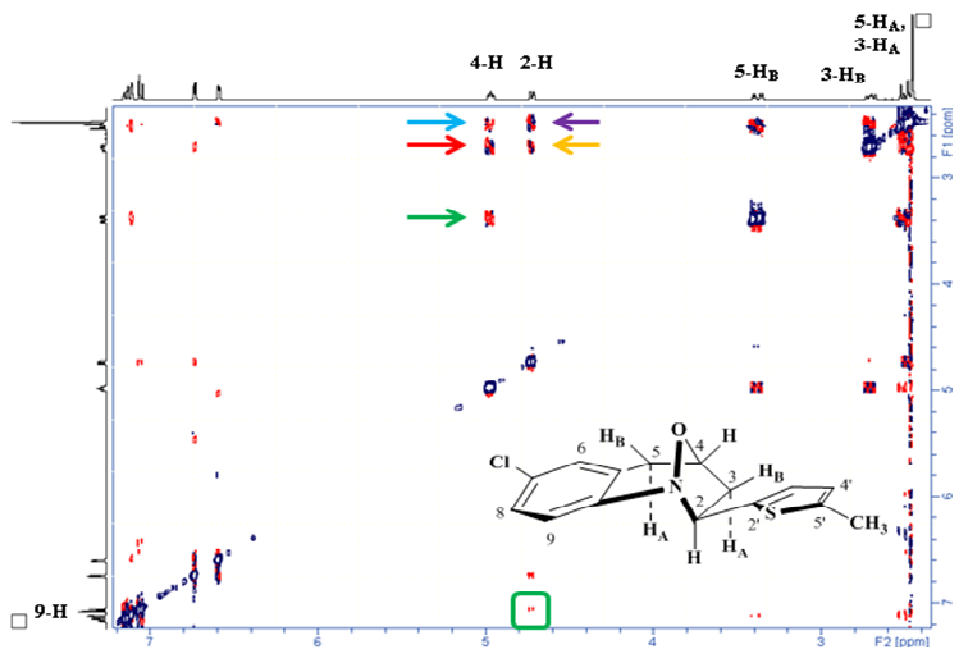 5-HA,
3-HA
4-H
2-H
5-HB
3-HB
F1 [ppm]
3
4
5
6
7
O
H
HB
5
4
6
Cl
3
HB
N
4'
8
2
S
2'
5'
CH3
9
HA
H
HA
9-H
7
6
5
4
3
F2 [ppm]